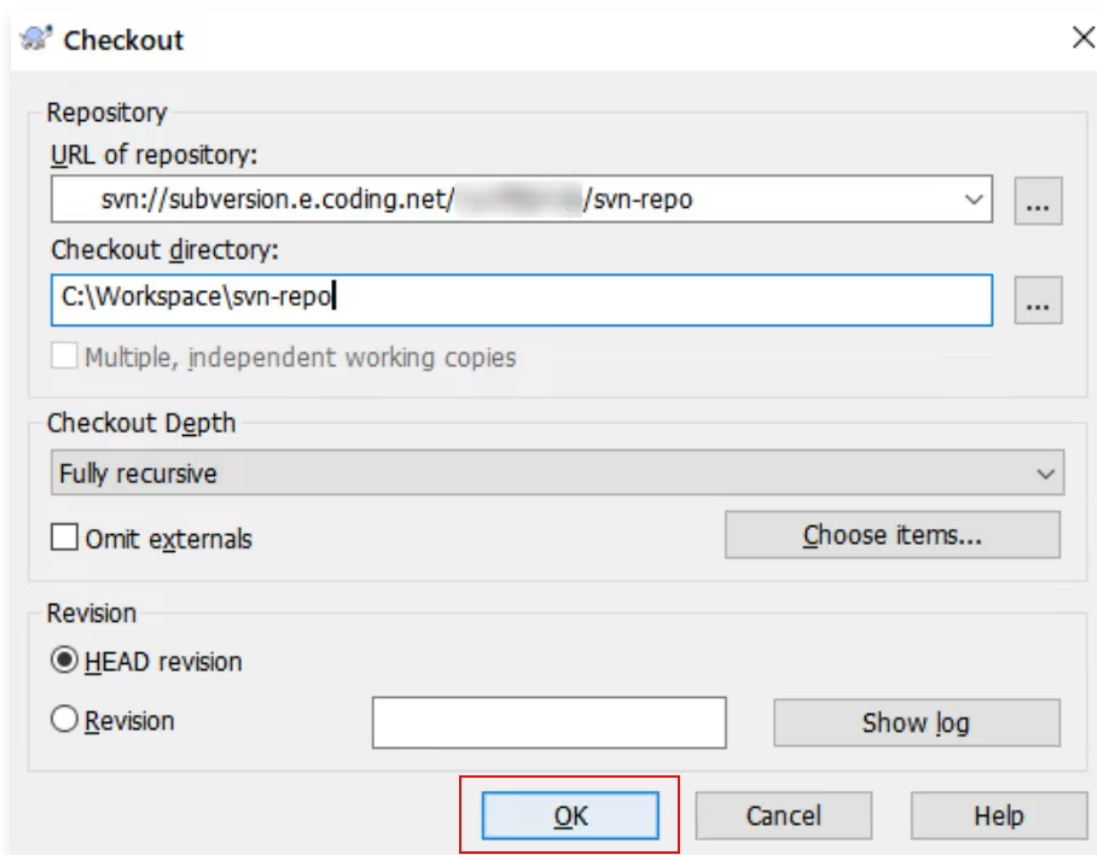 Checkout
Repository
URL of repository:
svn://subversion.e.coding.net/ /svn-repo
...
Checkout directory:
C:\Workspace\svn-repo
...
Multiple, independent working copies
Checkout Depth
Fully recursive
Omit externals
Choose items...
Revision
HEAD revision
Revision
Show log
OK Cancel Help